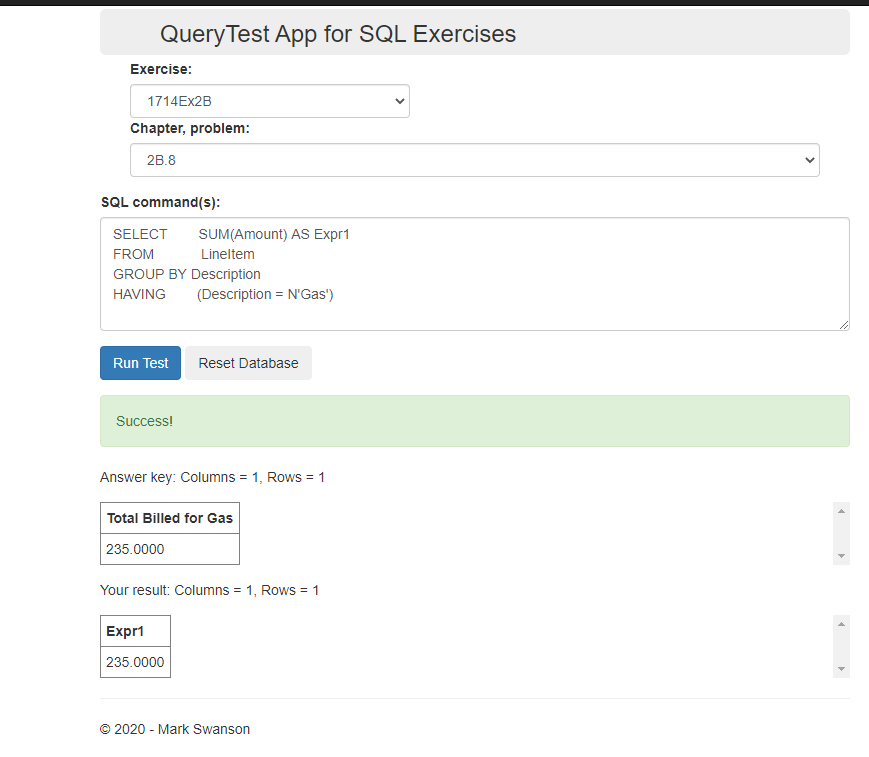 QueryTest App for SQL Exercises
Exercise:
1714Ex2B
Chapter, problem:
2B.8
SQL command(s):
SELECT SUM(Amount) AS Expr1
FROM LineItem
GROUP BY Description
HAVING (Description = N'Gas')
Run Test Reset Database
Success!
Answer key: Columns = 1, Rows = 1
Total Billed for Gas
235.0000
Your result: Columns = 1, Rows = 1
Expr1
235.0000
© 2020 - Mark Swanson